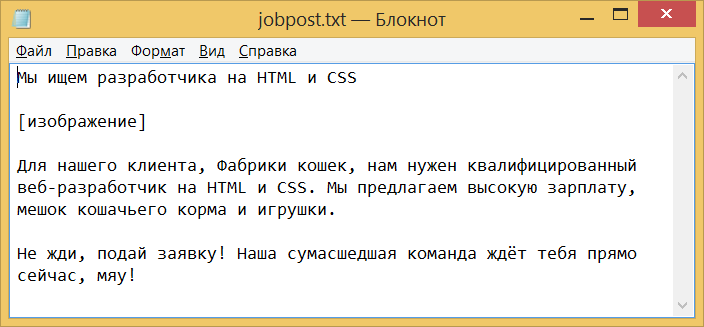 jobpost.txt — Блокнот
Файл Правка Формат Вид Справка
Мы ищем разработчика на HTML и CSS
[изображение]
Для нашего клиента, Фабрики кошек, нам нужен квалифицированный
веб-разработчик на HTML и CSS. Мы предлагаем высокую зарплату,
мешок кошачьего корма и игрушки.
Не жди, подай заявку! Наша сумасшедшая команда ждёт тебя прямо
сейчас, мяу!